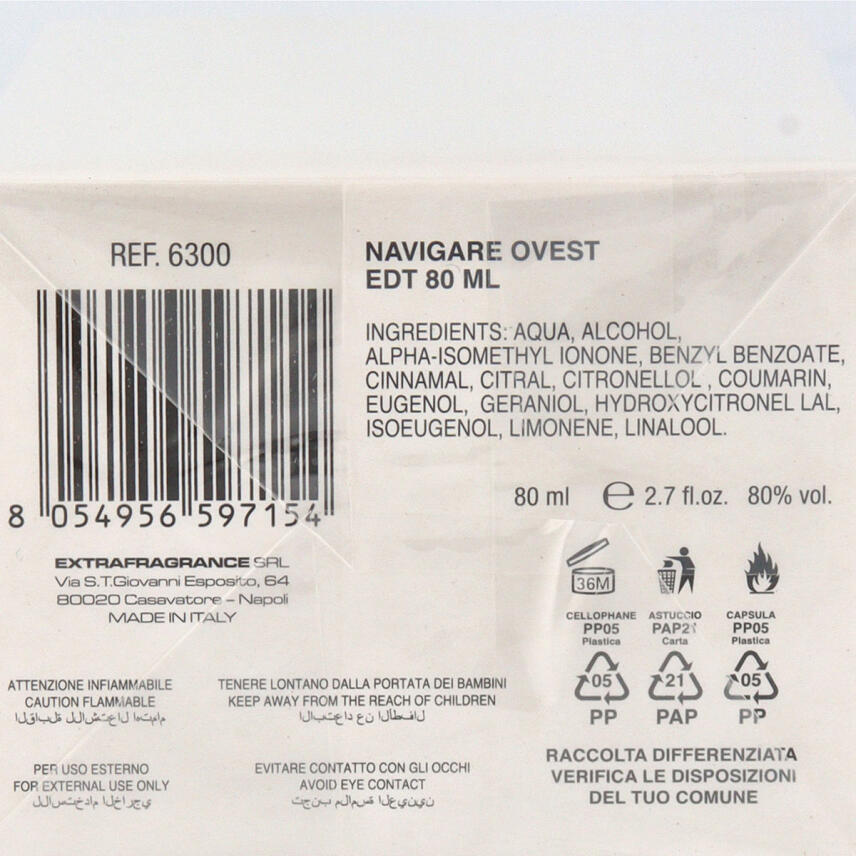 REF. 6300
8 054956 597154
EXTRAFRAGRANCE SRL
Via S.T.Giovanni Esposito, 64
80020 Casavatore - Napoli
MADE IN ITALY
NAVIGARE OVEST
EDT 80 ML
INGREDIENTS: AQUA, ALCOHOL,
ALPHA-ISOMETHYL IONONE, BENZYL BENZOATE,
CINNAMAL, CITRAL, CITRONELLOL , COUMARIN,
EUGENOL, GERANIOL, HYDROXYCITRONEL LAL,
ISOEUGENOL, LIMONENE, LINALOOL.
80 ml ℮ 2.7 fl.oz. 80% vol.
36M
CELLOPHANE ASTUCCIO CAPSULA
PP05 PAP21 PP05
Plastica Carta Plastica
05 21 05
PP PAP PP
RACCOLTA DIFFERENZIATA
VERIFICA LE DISPOSIZIONI
DEL TUO COMUNE
ATTENZIONE INFIAMMABILE
CAUTION FLAMMABLE
ا ل ق ا ب ل ة ل ل ا ش ت ع ا ل ا ه ت م ا م
TENERE LONTANO DALLA PORTATA DEI BAMBINI
KEEP AWAY FROM THE REACH OF CHILDREN
ا ل ا ب ت ع ا د ع ن ا ل أ ط ف ا ل
PER USO ESTERNO
FOR EXTERNAL USE ONLY
ل ل ا س ت خ د ا م ا ل خ ا ر ج ي
EVITARE CONTATTO CON GLI OCCHI
AVOID EYE CONTACT
ت ج ن ب م ل ا م س ة ا ل ع ي ن ي ن